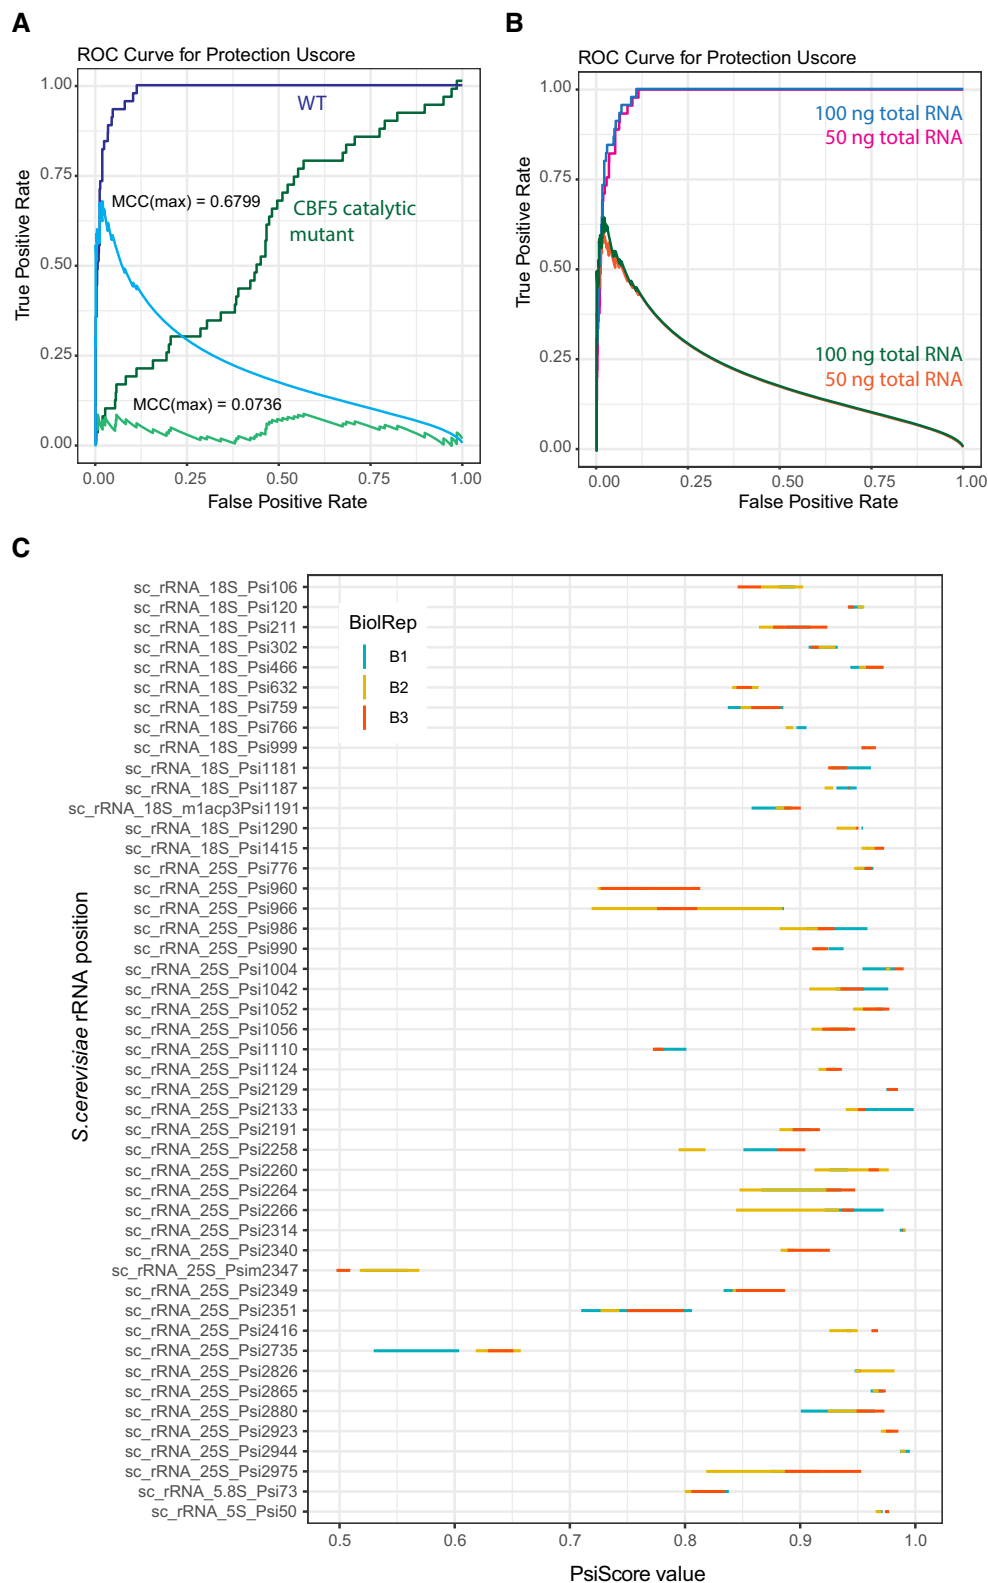 A
ROC Curve for Protection Uscore
1.00
0.75
0.50
0.25
0.00
True Positive Rate
WT
MCC(max) = 0.6799
CBF5 catalytic
mutant
MCC(max) = 0.0736
0.00 0.25 0.50 0.75 1.00
False Positive Rate
B
ROC Curve for Protection Uscore
1.00
0.75
0.50
0.25
0.00
True Positive Rate
100 ng total RNA
50 ng total RNA
100 ng total RNA
50 ng total RNA
0.00 0.25 0.50 0.75 1.00
False Positive Rate
C
S.cerevisiae rRNA position
sc_rRNA_18S_Psi106
sc_rRNA_18S_Psi120
sc_rRNA_18S_Psi211
sc_rRNA_18S_Psi302
sc_rRNA_18S_Psi466
sc_rRNA_18S_Psi632
sc_rRNA_18S_Psi759
sc_rRNA_18S_Psi766
sc_rRNA_18S_Psi999
sc_rRNA_18S_Psi1181
sc_rRNA_18S_Psi1187
sc_rRNA_18S_m1acp3Psi1191
sc_rRNA_18S_Psi1290
sc_rRNA_18S_Psi1415
sc_rRNA_25S_Psi776
sc_rRNA_25S_Psi960
sc_rRNA_25S_Psi966
sc_rRNA_25S_Psi986
sc_rRNA_25S_Psi990
sc_rRNA_25S_Psi1004
sc_rRNA_25S_Psi1042
sc_rRNA_25S_Psi1052
sc_rRNA_25S_Psi1056
sc_rRNA_25S_Psi1110
sc_rRNA_25S_Psi1124
sc_rRNA_25S_Psi2129
sc_rRNA_25S_Psi2133
sc_rRNA_25S_Psi2191
sc_rRNA_25S_Psi2258
sc_rRNA_25S_Psi2260
sc_rRNA_25S_Psi2264
sc_rRNA_25S_Psi2266
sc_rRNA_25S_Psi2314
sc_rRNA_25S_Psi2340
sc_rRNA_25S_Psim2347
sc_rRNA_25S_Psi2349
sc_rRNA_25S_Psi2351
sc_rRNA_25S_Psi2416
sc_rRNA_25S_Psi2735
sc_rRNA_25S_Psi2826
sc_rRNA_25S_Psi2865
sc_rRNA_25S_Psi2880
sc_rRNA_25S_Psi2923
sc_rRNA_25S_Psi2944
sc_rRNA_25S_Psi2975
sc_rRNA_5.8S_Psi73
sc_rRNA_5S_Psi50
BiolRep
B1
B2
B3
0.5 0.6 0.7 0.8 0.9 1.0
PsiScore value